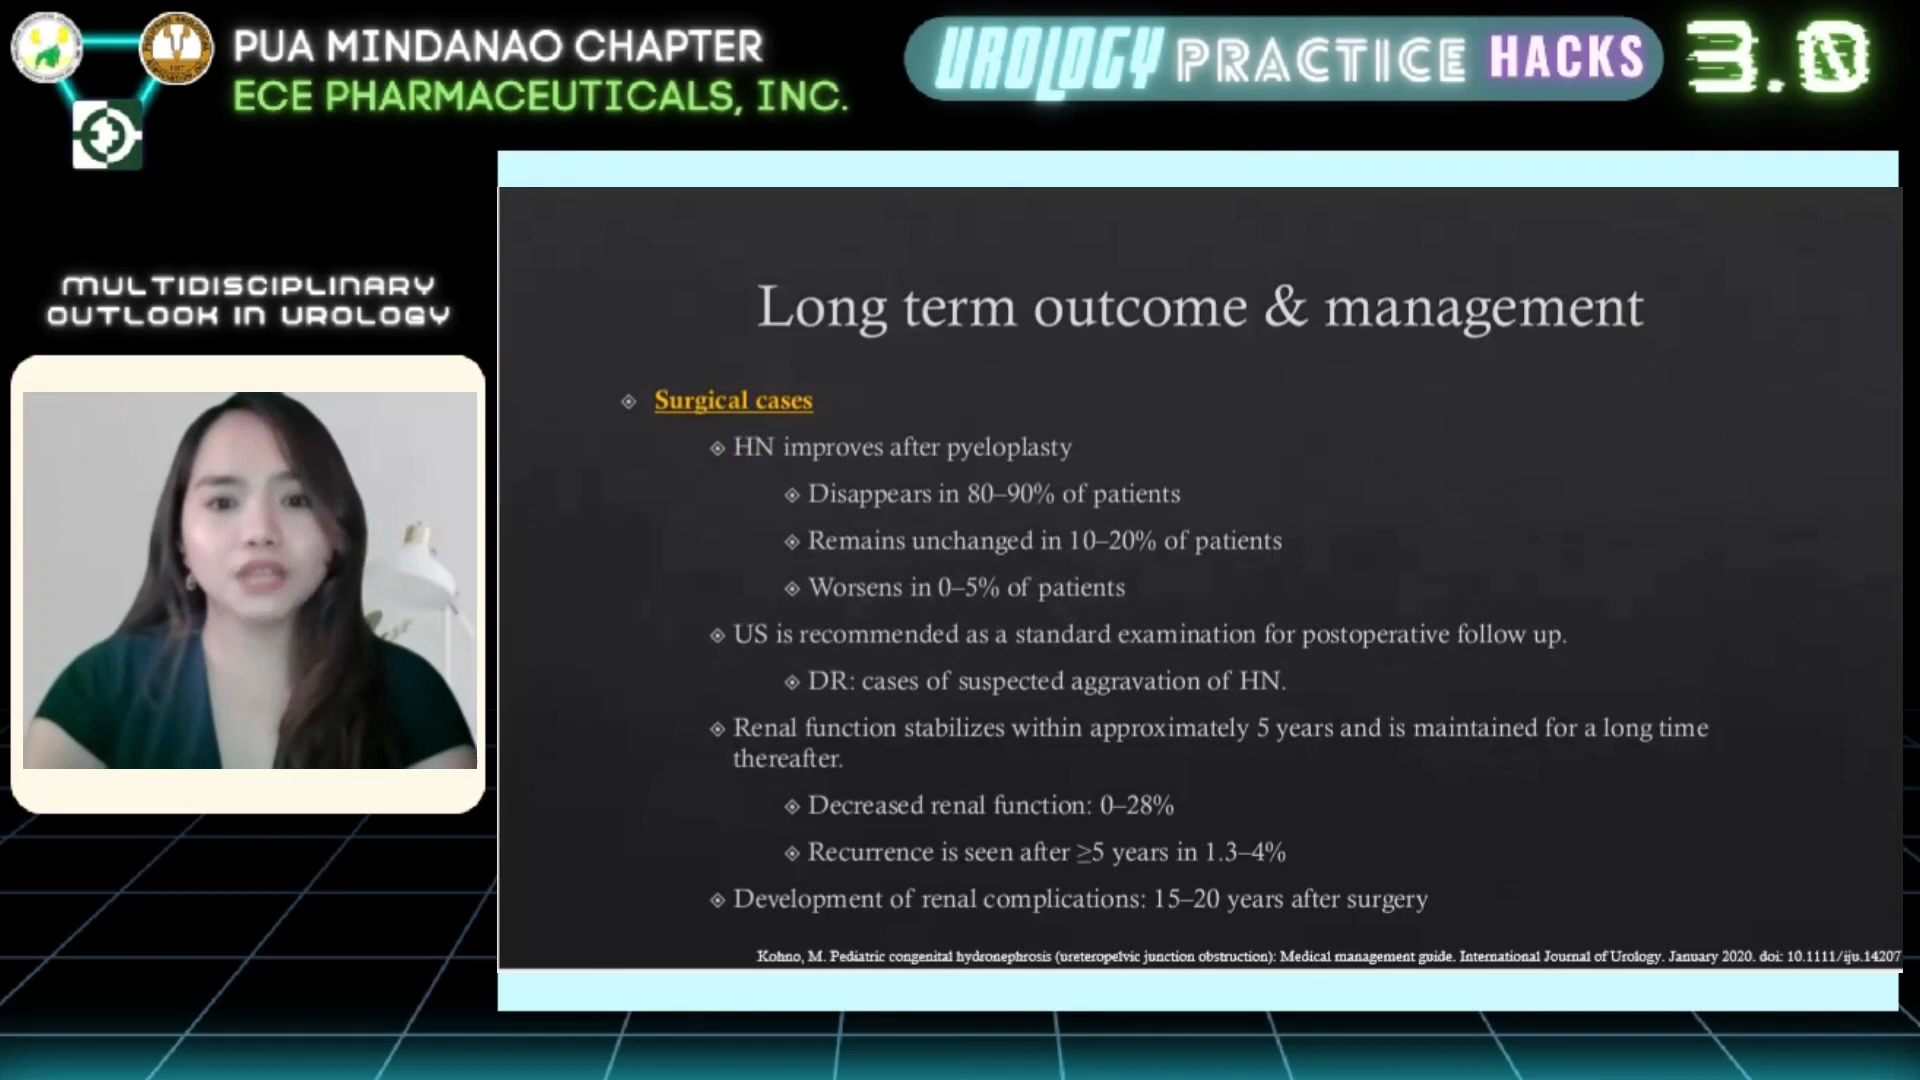 PUA MINDANAO CHAPTER
ECE PHARMACEUTICALS, INC.
UROLOGY PRACTICE HACKS 3.0
MULTIDISCIPLINARY
OUTLOOK IN UROLOGY
Long term outcome & management
Surgical cases
HN improves after pyeloplasty
Disappears in 80–90% of patients
Remains unchanged in 10–20% of patients
Worsens in 0–5% of patients
US is recommended as a standard examination for postoperative follow up.
DR: cases of suspected aggravation of HN.
Renal function stabilizes within approximately 5 years and is maintained for a long time
thereafter.
Decreased renal function: 0–28%
Recurrence is seen after ≥5 years in 1.3–4%
Development of renal complications: 15–20 years after surgery
Kohno, M. Pediatric congenital hydronephrosis (ureteropelvic junction obstruction): Medical management guide. International Journal of Urology. January 2020. doi: 10.1111/iju.14207